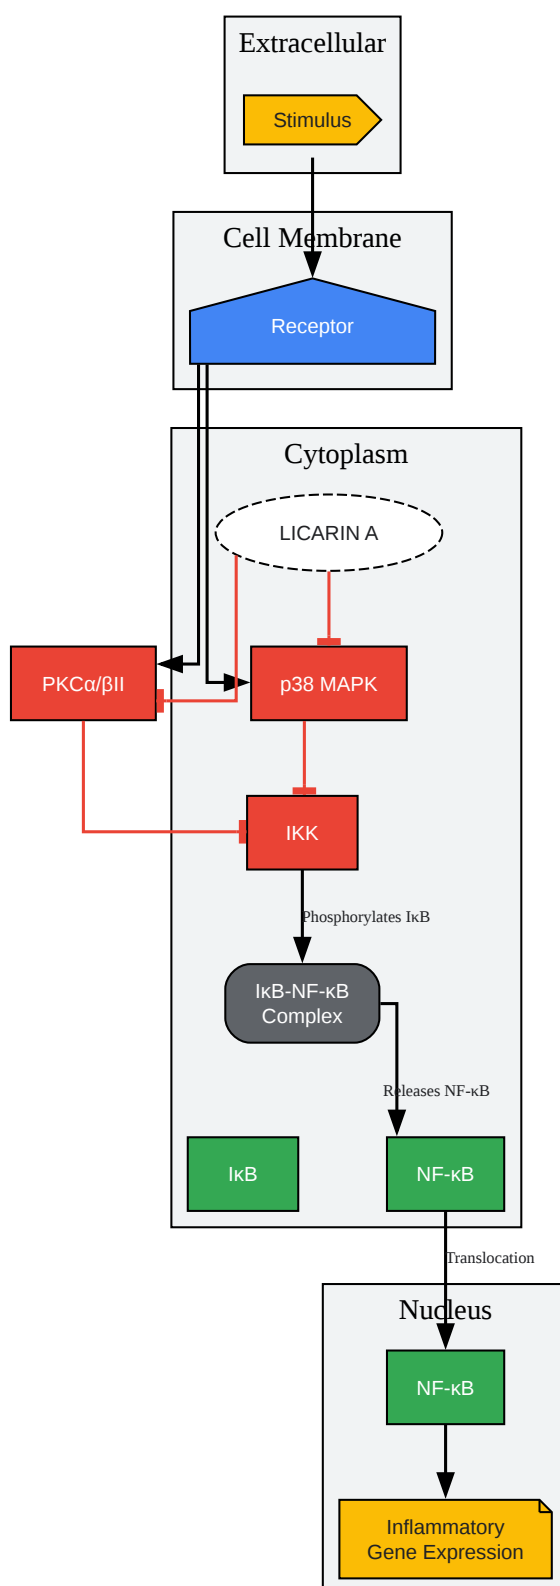 Extracellular
Stimulus
Cell Membrane
Receptor
Cytoplasm
LICARIN A
PKCα/βII
p38 MAPK
IKK
Phosphorylates IκB
IκB-NF-κB
Complex
Releases NF-κB
IκB
NF-κB
Translocation
Nucleus
NF-κB
Inflammatory
Gene Expression